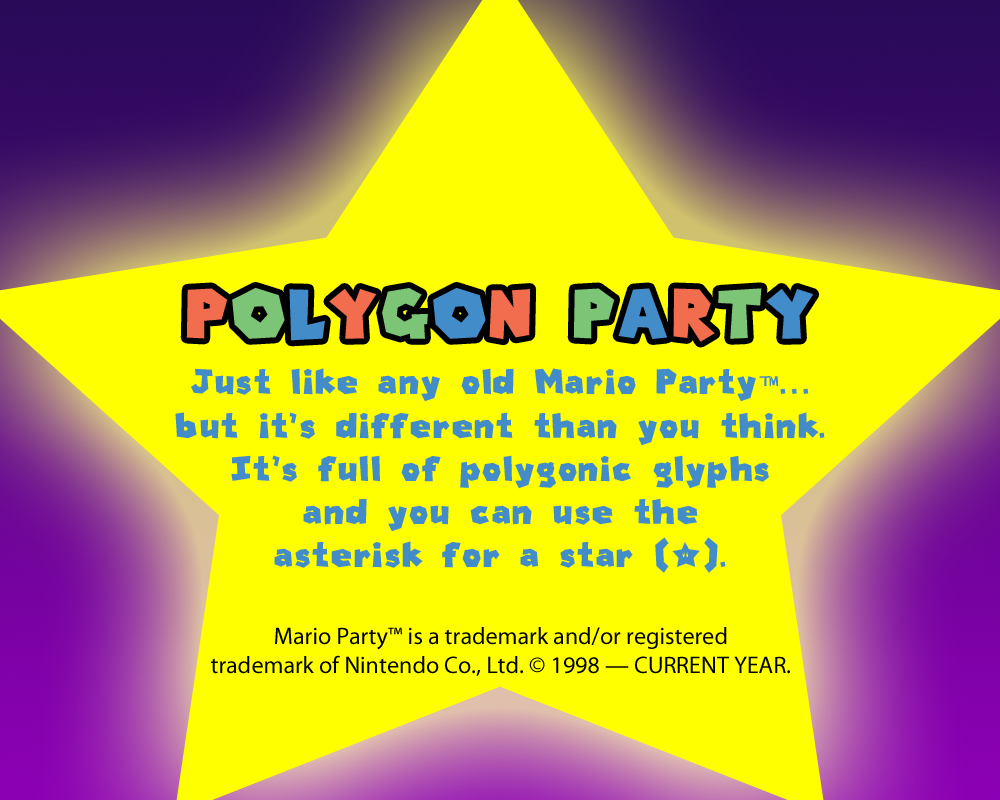 POLYGON PARTY
Just like any old Mario Party™...
but it's different than you think.
It's full of polygonic glyphs
and you can use the
asterisk for a star (★).
Mario Party™ is a trademark and/or registered
trademark of Nintendo Co., Ltd. © 1998 — CURRENT YEAR.